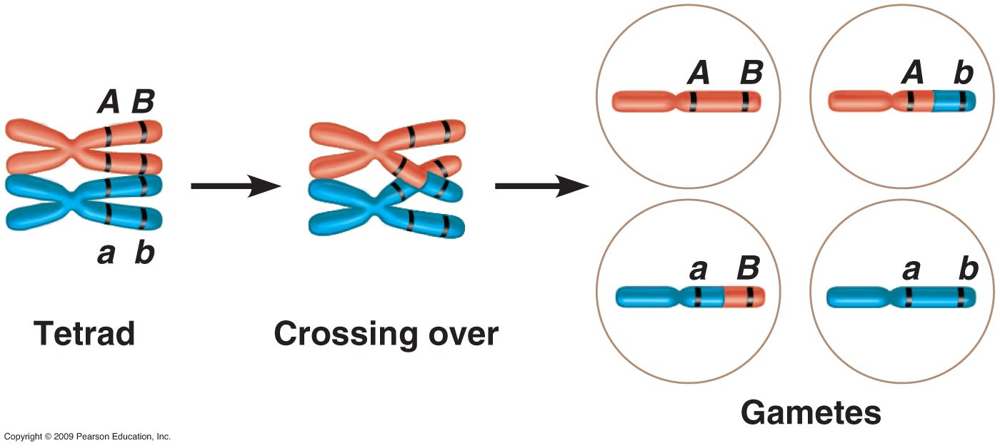 A B
a b
Tetrad
Crossing over
A B
A b
a B
a b
Gametes
Copyright © 2009 Pearson Education, Inc.